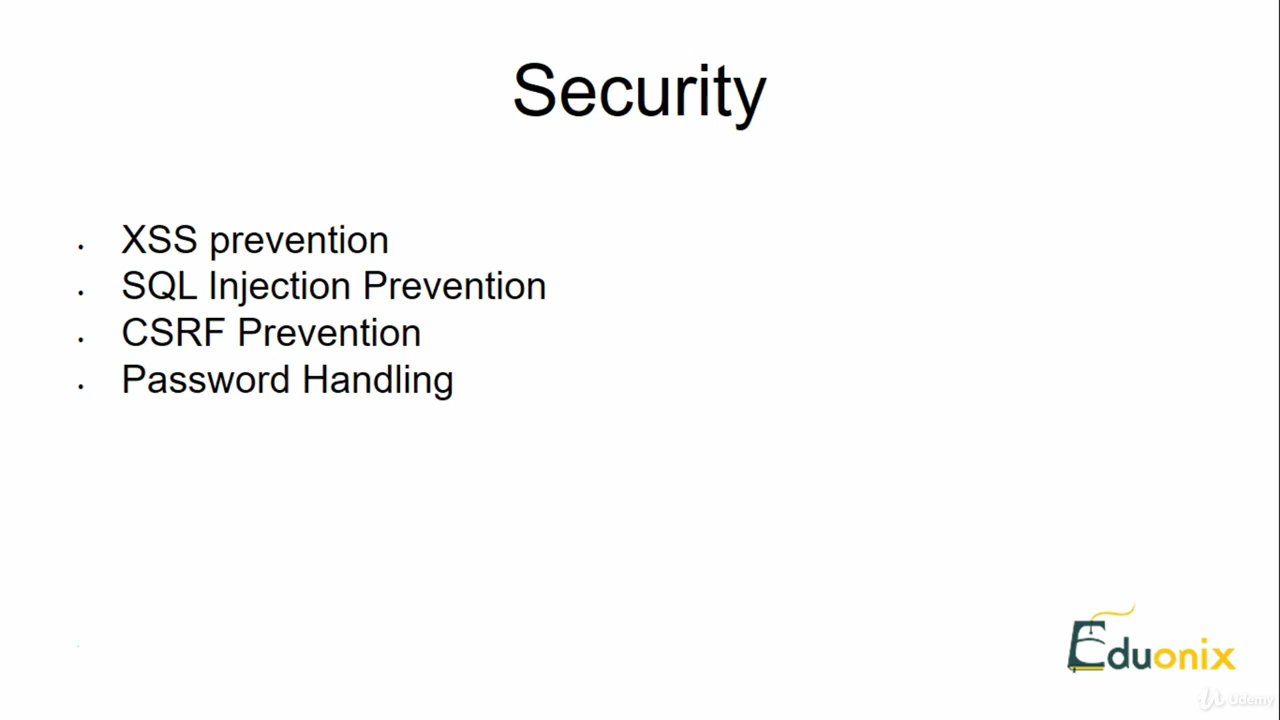 Security
• XSS prevention
• SQL Injection Prevention
• CSRF Prevention
• Password Handling
Eduonix
Udemy